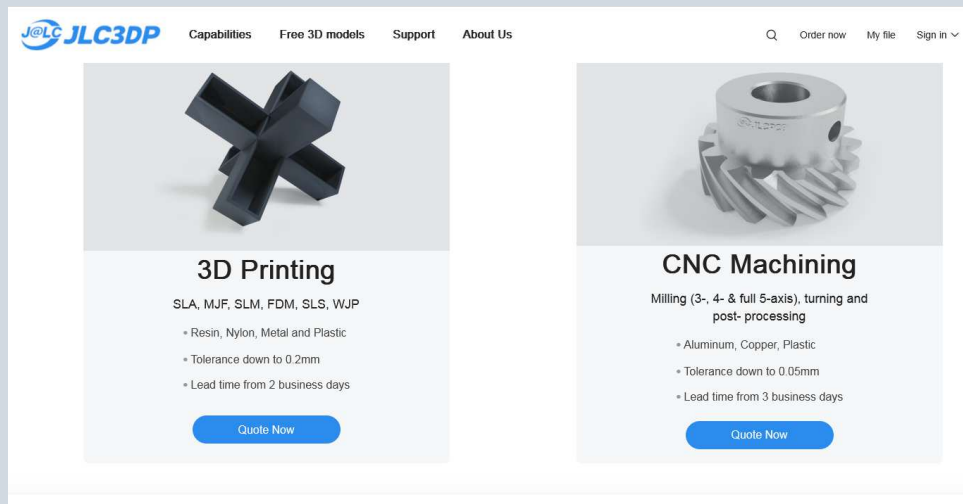 J@LC JLC3DP
Capabilities
Free 3D models
Support
About Us
Order now
My file
Sign in
3D Printing
SLA, MJF, SLM, FDM, SLS, WJP
Resin, Nylon, Metal and Plastic
Tolerance down to 0.2mm
Lead time from 2 business days
Quote Now
CNC Machining
Milling (3-, 4- & full 5-axis), turning and
post- processing
Aluminum, Copper, Plastic
Tolerance down to 0.05mm
Lead time from 3 business days
Quote Now